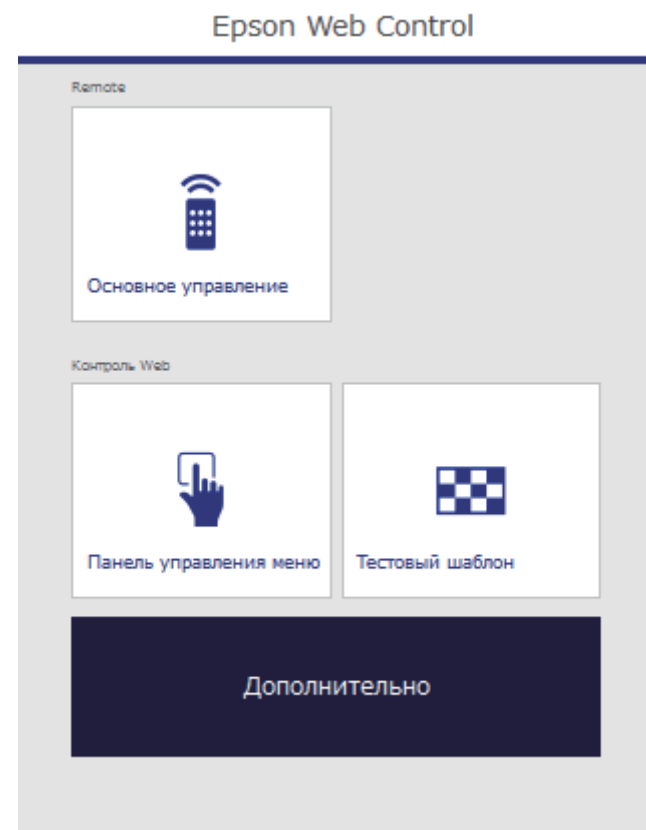 Epson Web Control
Remote
Основное управление
Контроль Web
Панель управления меню
Тестовый шаблон
Дополнительно